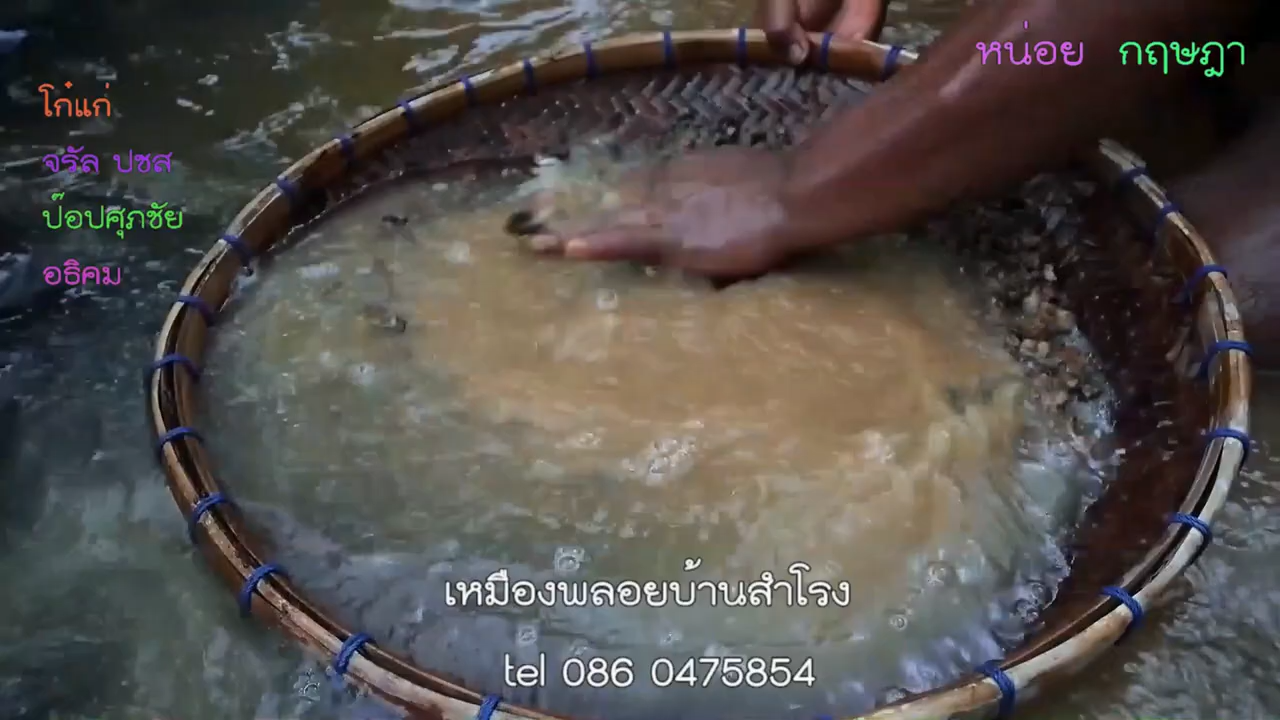 หน่อย กฤษฎา
โก๋แก่
จรัล ปชส
ป๊อปศุภชัย
อธิคม
เหมืองพลอยบ้านสำโรง
tel 086 0475854